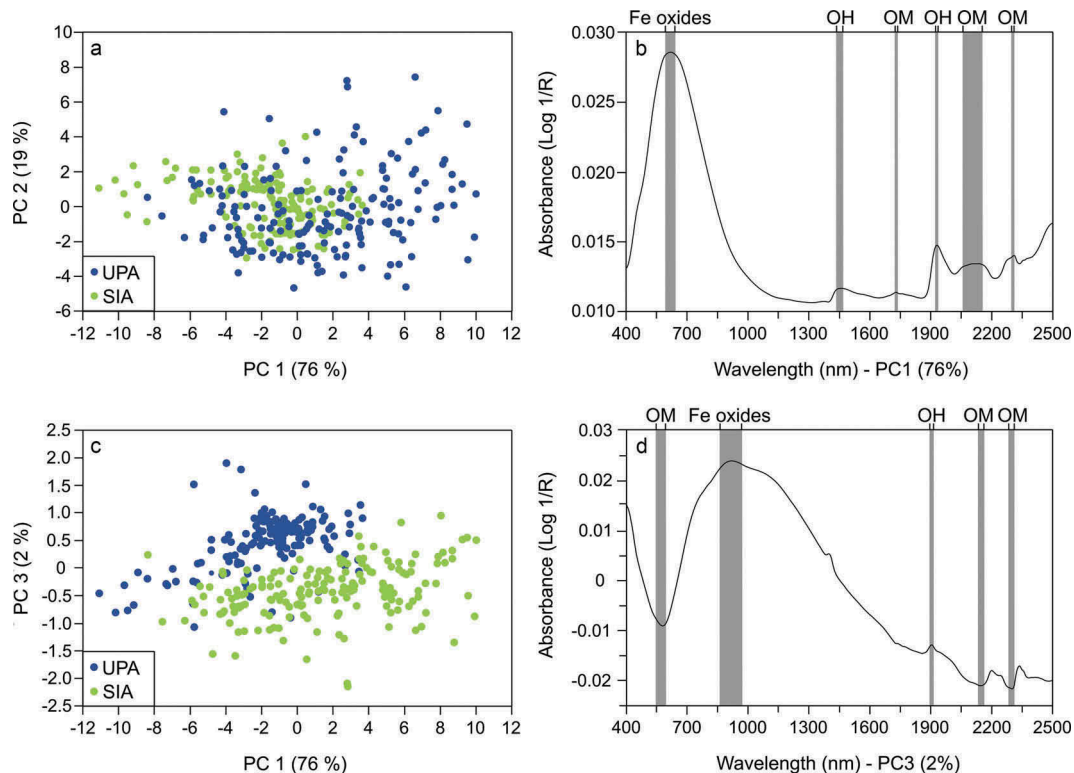 a
10
8
6
4
2
0
-2
-4
-6
PC 2 (19 %)
UPA
SIA
-12 -10 -8 -6 -4 -2 0 2 4 6 8 10 12
PC 1 (76 %)
Fe oxides OH OM OH OM OM
b
0.030
0.025
0.020
0.015
0.010
Absorbance (Log 1/R)
400 700 1000 1300 1600 1900 2200 2500
Wavelength (nm) - PC1 (76%)
c
2.5
2.0
1.5
1.0
0.5
0
-0.5
-1.0
-1.5
-2.0
-2.5
PC 3 (2 %)
UPA
SIA
-12 -10 -8 -6 -4 -2 0 2 4 6 8 10 12
PC 1 (76 %)
OM Fe oxides OH OM OM
d
0.03
0.02
0.01
0
-0.01
-0.02
Absorbance (Log 1/R)
400 700 1000 1300 1600 1900 2200 2500
Wavelength (nm) - PC3 (2%)